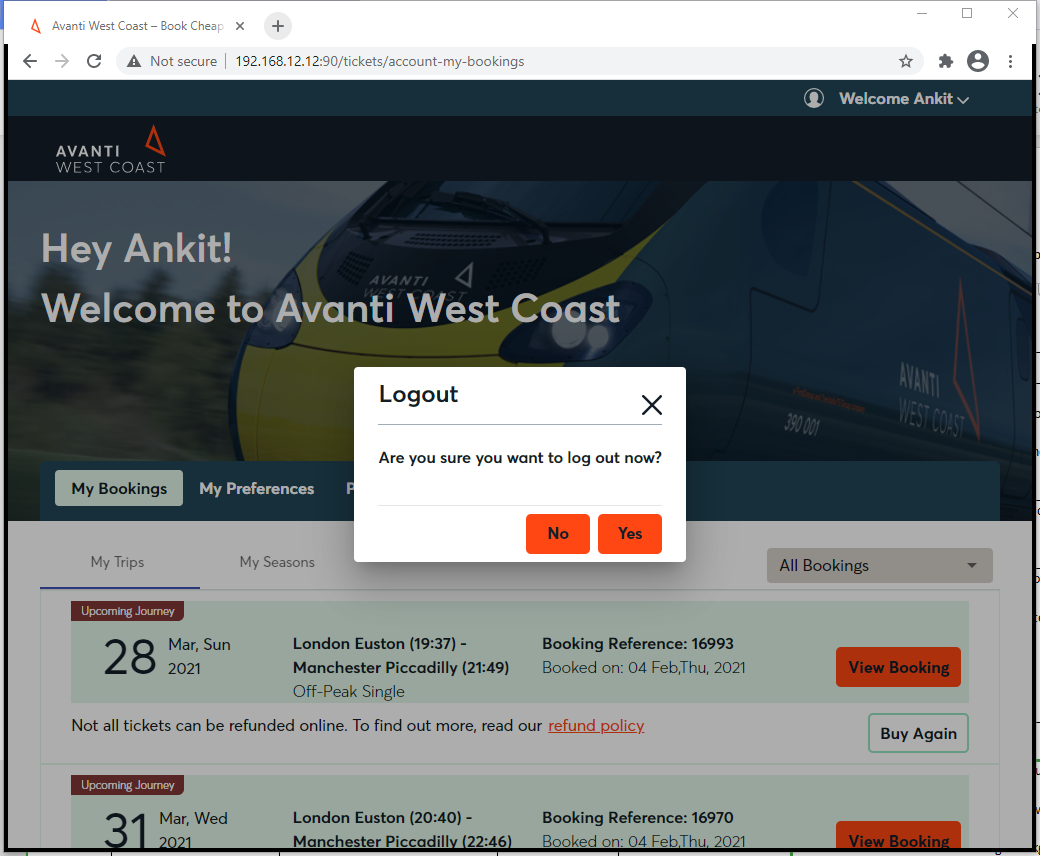 Avanti West Coast – Book Cheap
Not secure
192.168.12.12:90/tickets/account-my-bookings
Welcome Ankit
AVANTI
WEST COAST
Hey Ankit!
Welcome to Avanti West Coast
AVANTI
WEST COAST
AVANTI
WEST COAST
390 001
Logout
Are you sure you want to log out now?
No
Yes
My Bookings
My Preferences
P
My Trips
My Seasons
All Bookings
Upcoming Journey
28
Mar, Sun
2021
London Euston (19:37) -
Manchester Piccadilly (21:49)
Off-Peak Single
Booking Reference: 16993
Booked on: 04 Feb,Thu, 2021
View Booking
Not all tickets can be refunded online. To find out more, read our refund policy
Buy Again
Upcoming Journey
31
Mar, Wed
2021
London Euston (20:40) -
Manchester Piccadilly (22:46)
Booking Reference: 16970
Booked on: 04 Feb,Thu, 2021
View Booking